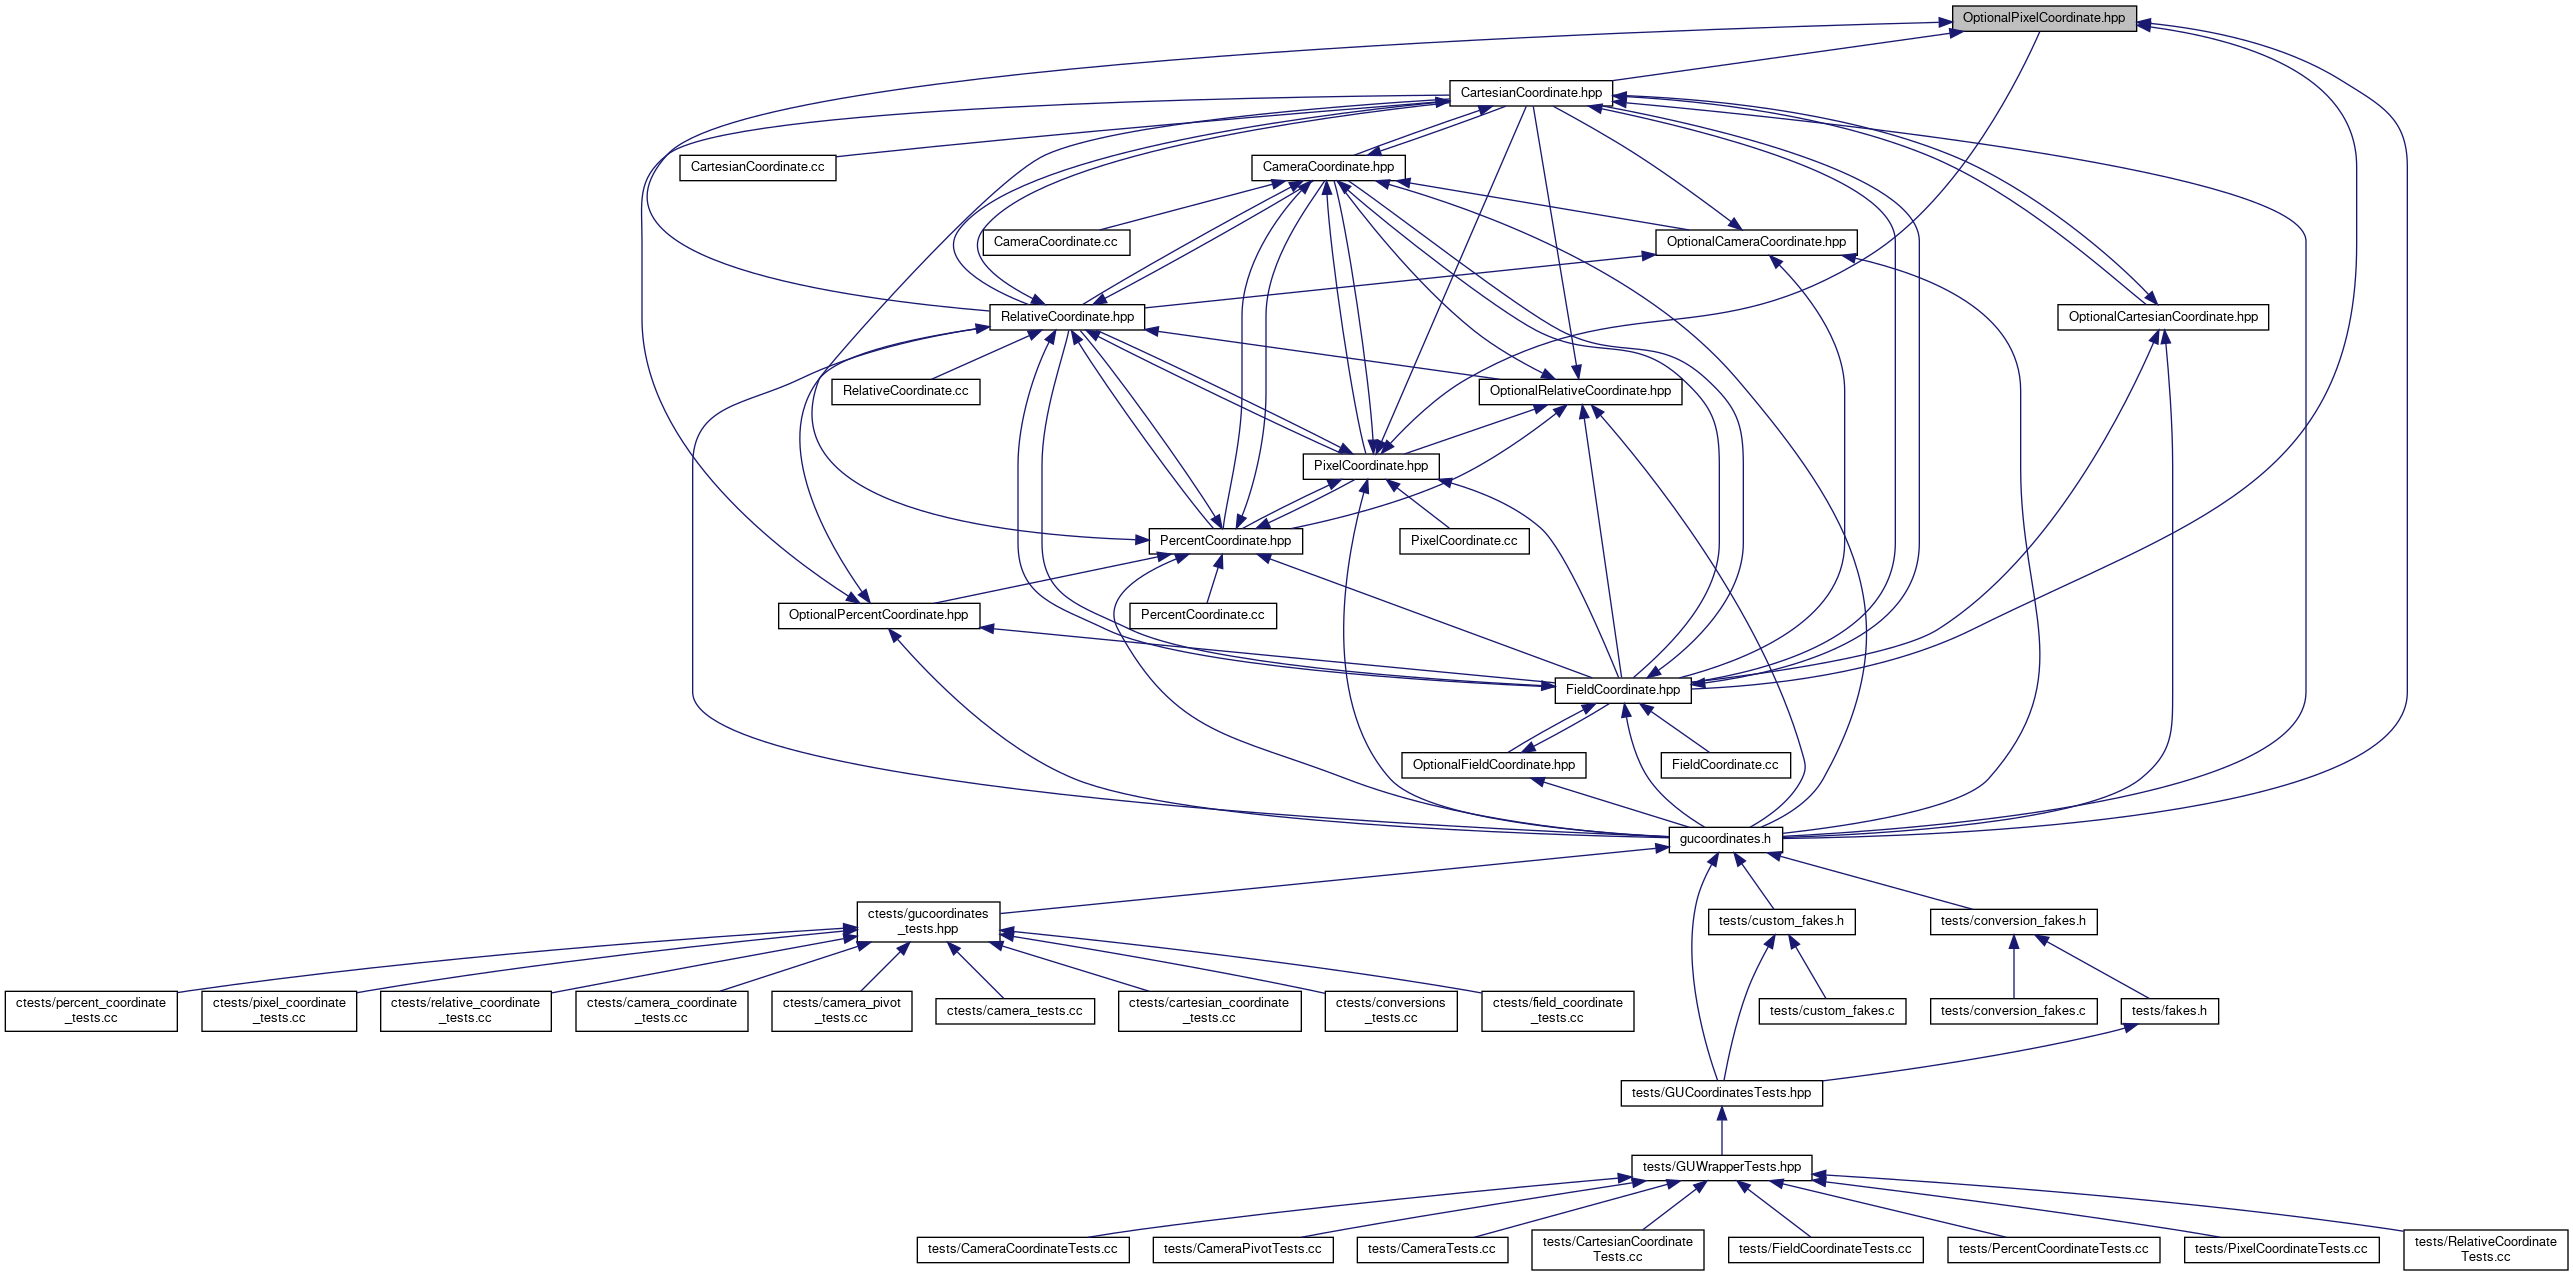 OptionalPixelCoordinate.hpp
CartesianCoordinate.hpp
CartesianCoordinate.cc
CameraCoordinate.hpp
CameraCoordinate.cc
OptionalCameraCoordinate.hpp
RelativeCoordinate.hpp
OptionalCartesianCoordinate.hpp
RelativeCoordinate.cc
OptionalRelativeCoordinate.hpp
PixelCoordinate.hpp
PercentCoordinate.hpp
PixelCoordinate.cc
OptionalPercentCoordinate.hpp
PercentCoordinate.cc
FieldCoordinate.hpp
OptionalFieldCoordinate.hpp
FieldCoordinate.cc
gucoordinates.h
ctests/gucoordinates
_tests.hpp
tests/custom_fakes.h
tests/conversion_fakes.h
ctests/percent_coordinate
_tests.cc
ctests/pixel_coordinate
_tests.cc
ctests/relative_coordinate
_tests.cc
ctests/camera_coordinate
_tests.cc
ctests/camera_pivot
_tests.cc
ctests/camera_tests.cc
ctests/cartesian_coordinate
_tests.cc
ctests/conversions
_tests.cc
ctests/field_coordinate
_tests.cc
tests/custom_fakes.c
tests/conversion_fakes.c
tests/fakes.h
tests/GUCoordinatesTests.hpp
tests/GUWrapperTests.hpp
tests/CameraCoordinateTests.cc
tests/CameraPivotTests.cc
tests/CameraTests.cc
tests/CartesianCoordinate
Tests.cc
tests/FieldCoordinateTests.cc
tests/PercentCoordinateTests.cc
tests/PixelCoordinateTests.cc
tests/RelativeCoordinate
Tests.cc